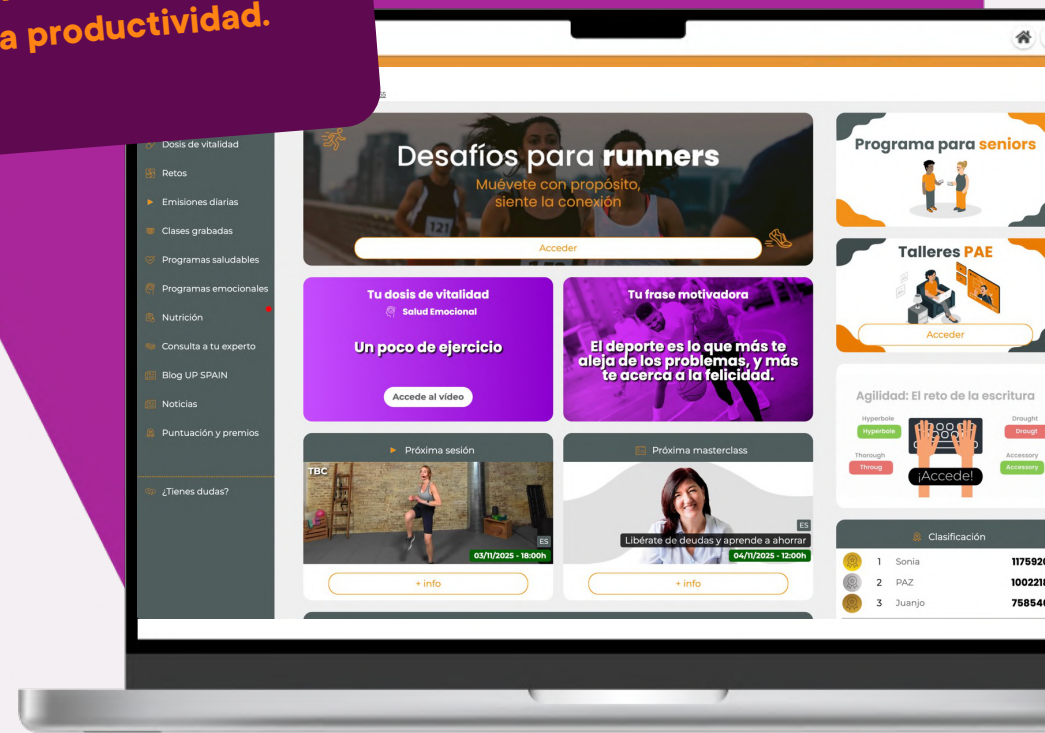 a productividad.
Dosis de vitalidad
Retos
Emisiones diarias
Clases grabadas
Programas saludables
Programas emocionales
Nutrición
Consulta a tu experto
Blog UP SPAIN
Noticias
Puntuación y premios
¿Tienes dudas?
Desafíos para runners
Muévete con propósito,
siente la conexión
121
Acceder
Tu dosis de vitalidad
Salud Emocional
Un poco de ejercicio
Accede al vídeo
Tu frase motivadora
El deporte es lo que más te
aleja de los problemas, y más
te acerca a la felicidad.
Próxima sesión
TBC
ES
03/11/2025 - 18:00h
+ info
Próxima masterclass
ES
Libérate de deudas y aprende a ahorrar
04/11/2025 - 12:00h
+ info
Programa para seniors
Talleres PAE
Acceder
Agilidad: El reto de la escritura
Hyperbole
Hyperbole
Draught
Drougt
Thorough
Throug
Accessory
Accessory
¡Accede!
Clasificación
1 Sonia
2 PAZ
3 Juanjo